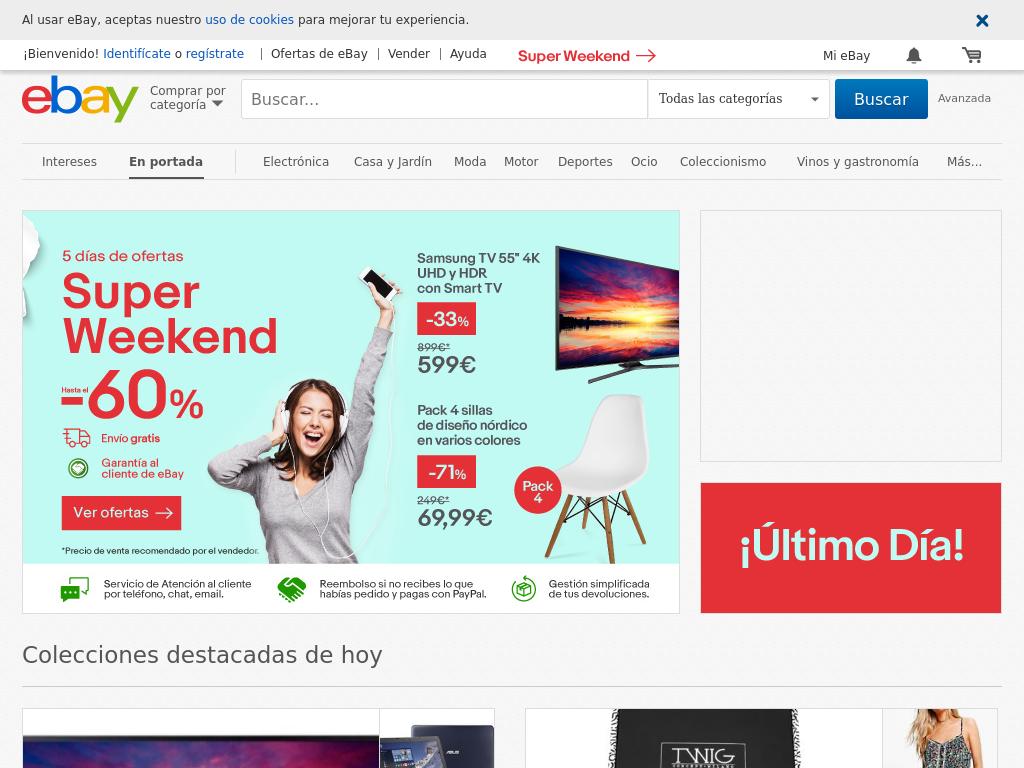 Al usar eBay, aceptas nuestro uso de cookies para mejorar tu experiencia.
¡Bienvenido! Identifícate o regístrate
Ofertas de eBay
Vender
Ayuda
Super Weekend
Mi eBay
ebay
Comprar por
categoría
Buscar...
Todas las categorías
Buscar
Avanzada
Intereses
En portada
Electrónica
Casa y Jardín
Moda
Motor
Deportes
Ocio
Coleccionismo
Vinos y gastronomía
Más...
5 días de ofertas
Super
Weekend
Hasta el
-60%
Envío gratis
Garantía al
cliente de eBay
Ver ofertas
*Precio de venta recomendado por el vendedor.
Samsung TV 55" 4K
UHD y HDR
con Smart TV
-33%
899€*
599€
Pack 4 sillas
de diseño nórdico
en varios colores
-71%
249€*
69,99€
Pack
4
Servicio de Atención al cliente
por teléfono, chat, email.
Reembolso si no recibes lo que
habías pedido y pagas con PayPal.
Gestión simplificada
de tus devoluciones.
¡Último Día!
Colecciones destacadas de hoy
ASUS
TWIG